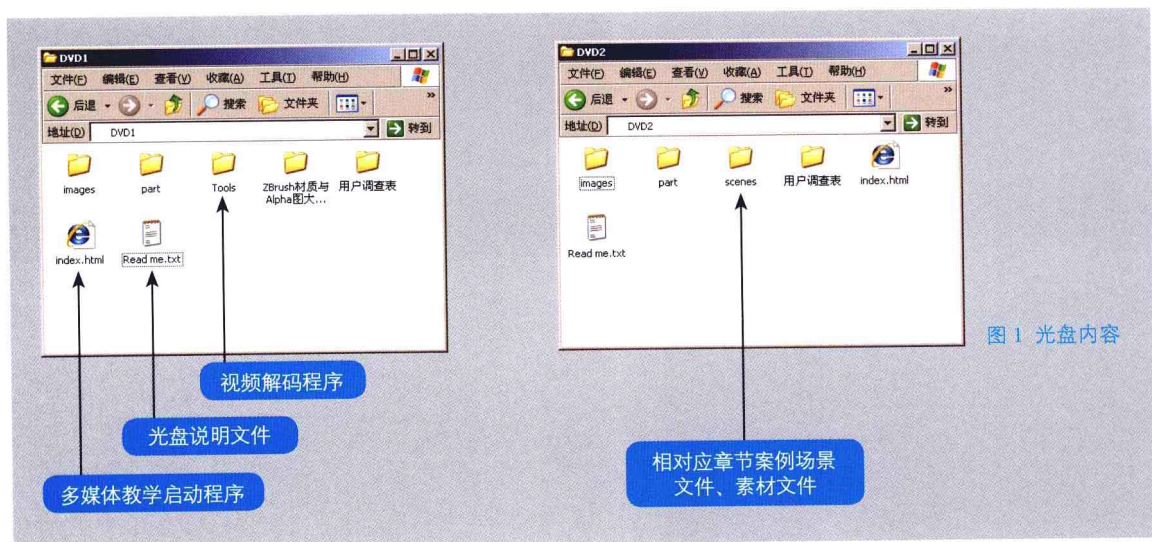 DVD1
文件(F) 编辑(E) 查看(V) 收藏(A) 工具(T) 帮助(H)
后退 搜索 文件夹 »
地址(D) DVD1 转到
images part Tools ZBrush材质与 用户调查表
Alpha图大...
index.html Read me.txt
视频解码程序
光盘说明文件
多媒体教学启动程序
DVD2
文件(F) 编辑(E) 查看(V) 收藏(A) 工具(T) 帮助(H)
后退 搜索 文件夹 »
地址(D) DVD2 转到
images part scenes 用户调查表 index.html
Read me.txt
相对应章节案例场景
文件、素材文件
图 1 光盘内容